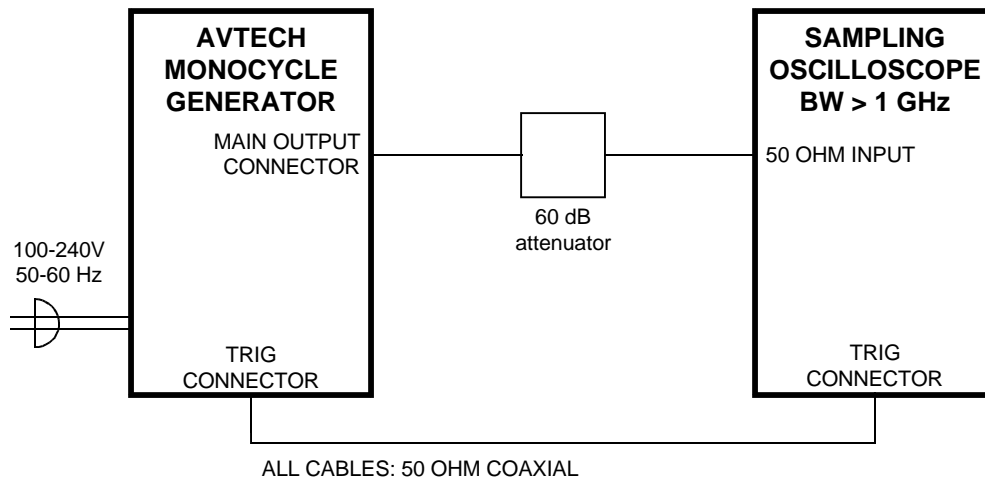 AVTECH
MONOCYCLE
GENERATOR
MAIN OUTPUT
CONNECTOR
SAMPLING
OSCILLOSCOPE
BW > 1 GHz
50 OHM INPUT
60 dB
attenuator
100-240V
50-60 Hz
TRIG
CONNECTOR
TRIG
CONNECTOR
ALL CABLES: 50 OHM COAXIAL